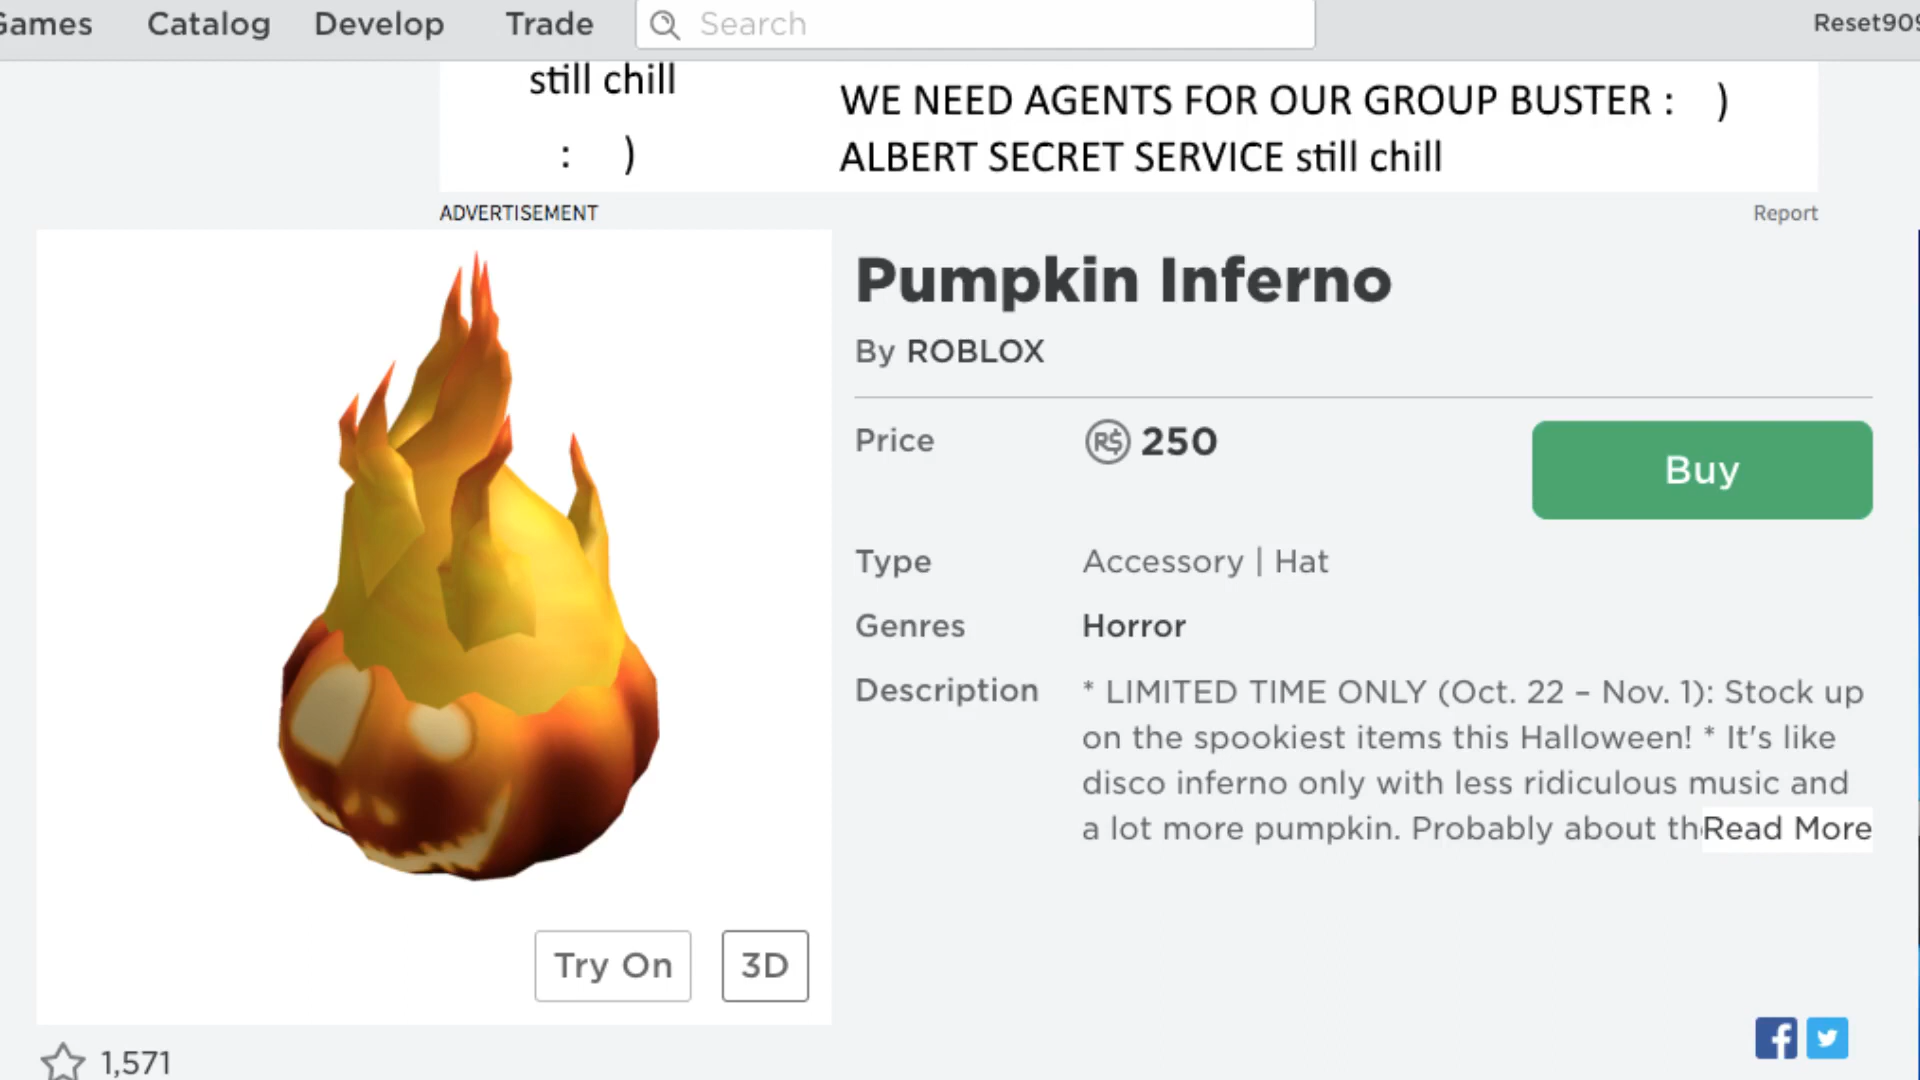 Games Catalog Develop Trade Search Reset909
still chill
: )
WE NEED AGENTS FOR OUR GROUP BUSTER : )
ALBERT SECRET SERVICE still chill
ADVERTISEMENT Report
Pumpkin Inferno
By ROBLOX
Price R$ 250 Buy
Type Accessory | Hat
Genres Horror
Description * LIMITED TIME ONLY (Oct. 22 – Nov. 1): Stock up
on the spookiest items this Halloween! * It's like
disco inferno only with less ridiculous music and
a lot more pumpkin. Probably about th Read More
Try On 3D
1,571